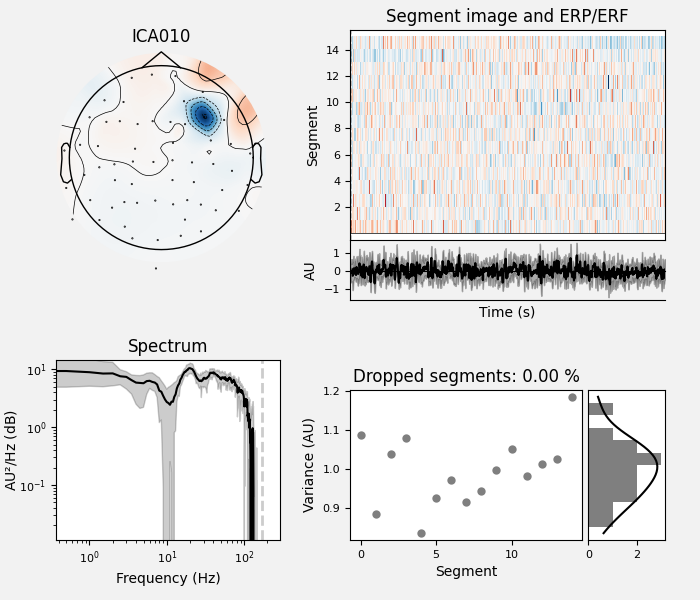 ICA010
Segment image and ERP/ERF
Segment
14
12
10
8
6
4
2
AU
1
0
−1
Time (s)
Spectrum
AU²/Hz (dB)
10¹
10⁰
10⁻¹
10⁰
10¹
10²
Frequency (Hz)
Dropped segments: 0.00 %
Variance (AU)
1.2
1.1
1.0
0.9
0
5
10
Segment
0
2